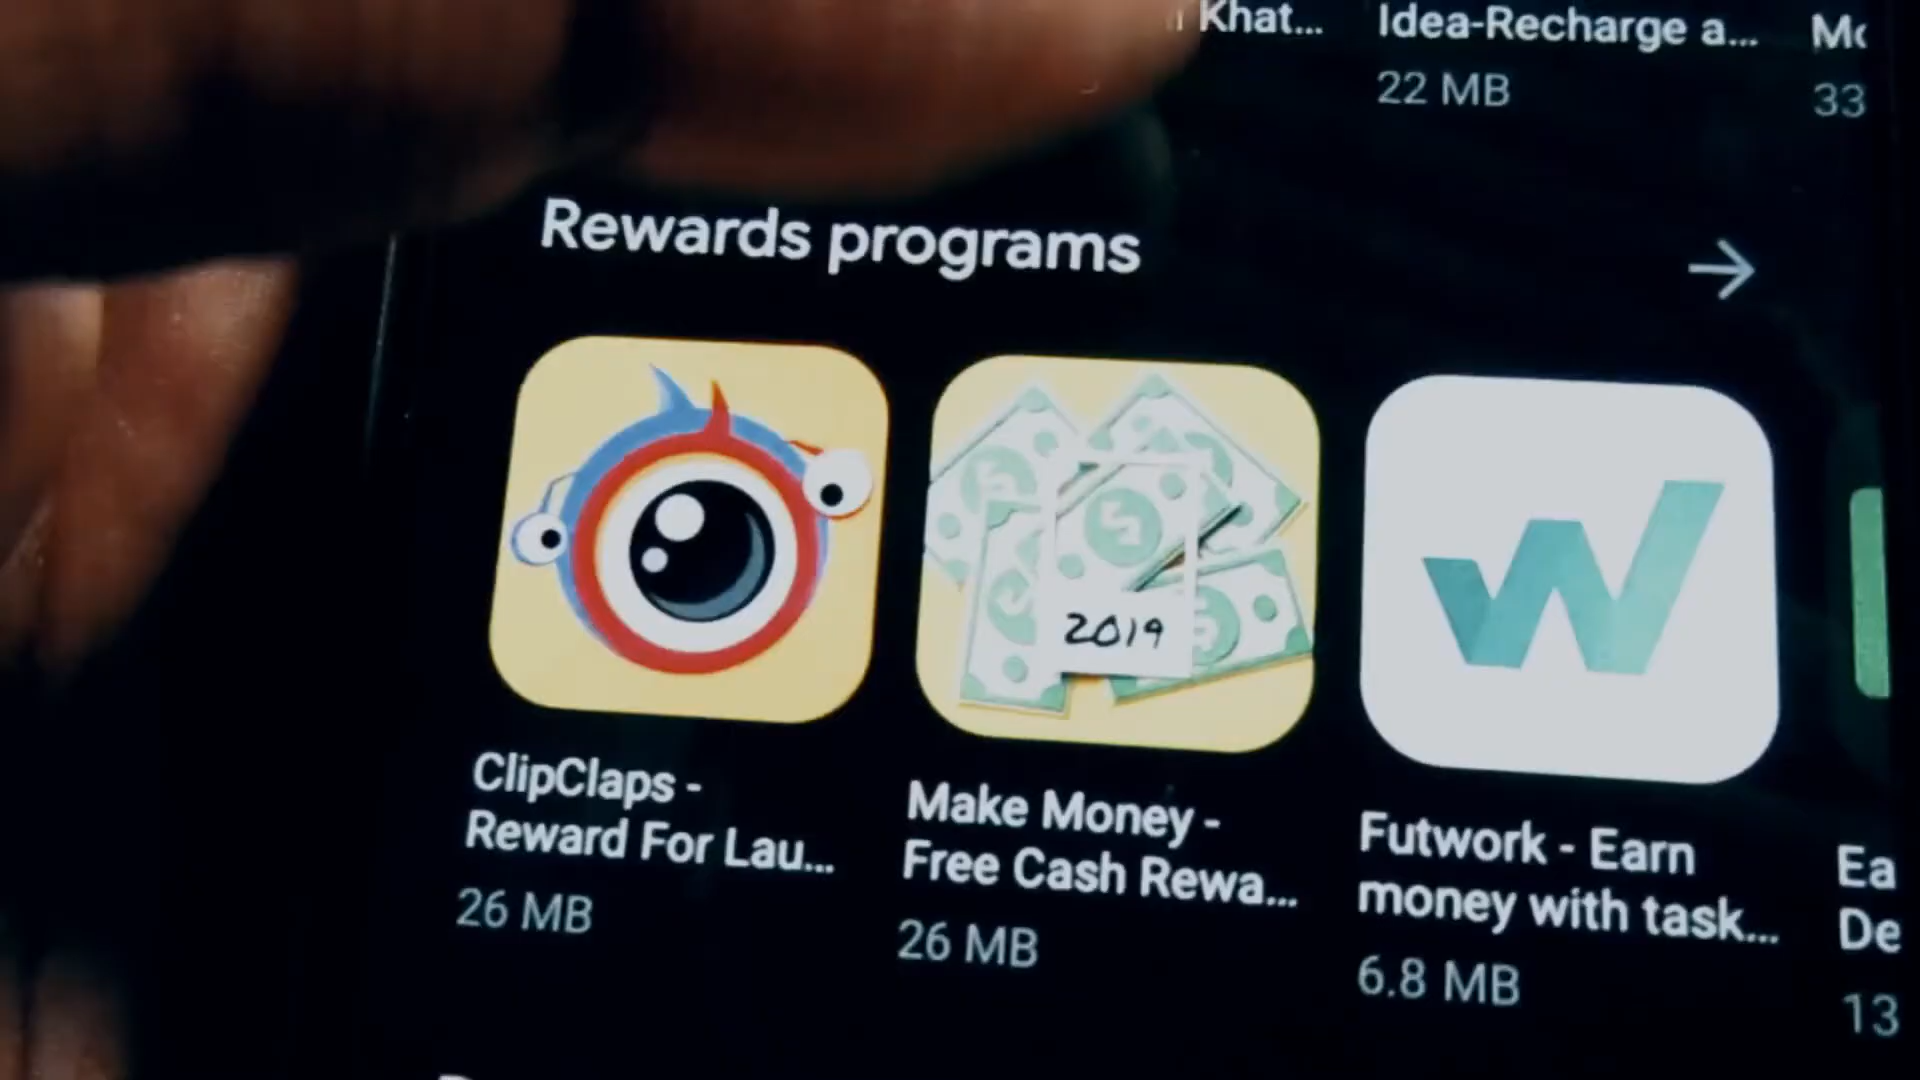 Khat...
Idea-Recharge a...
22 MB
33
Rewards programs
2019
ClipClaps -
Reward For Lau...
26 MB
Make Money -
Free Cash Rewa...
26 MB
Futwork - Earn
money with task...
6.8 MB
Ea
De
13